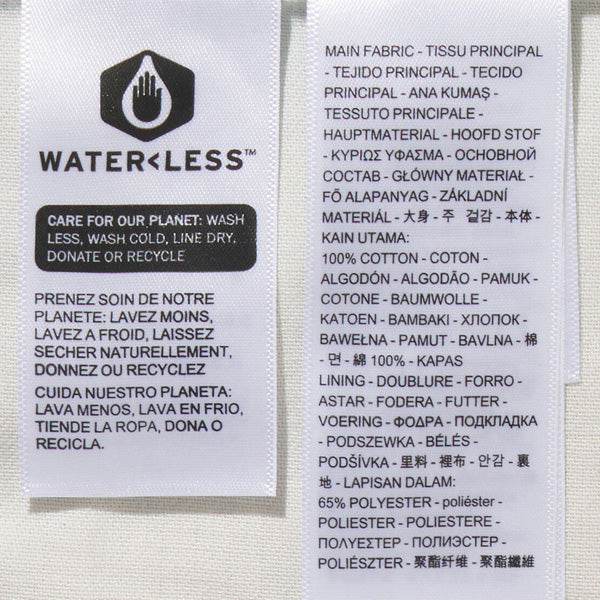 WATER<LESS™
CARE FOR OUR PLANET: WASH
LESS, WASH COLD, LINE DRY,
DONATE OR RECYCLE
PRENEZ SOIN DE NOTRE
PLANETE: LAVEZ MOINS,
LAVEZ A FROID, LAISSEZ
SECHER NATURELLEMENT,
DONNEZ OU RECYCLEZ
CUIDA NUESTRO PLANETA:
LAVA MENOS, LAVA EN FRIO,
TIENDE LA ROPA, DONA O
RECICLA.
MAIN FABRIC - TISSU PRINCIPAL
- TEJIDO PRINCIPAL - TECIDO
PRINCIPAL - ANA KUMAŞ -
TESSUTO PRINCIPALE -
HAUPTMATERIAL - HOOFD STOF
- ΚΥΡΙΩΣ ΥΦΑΣΜΑ - ОСНОВНОЙ
СОСТАВ - GŁÓWNY MATERIAŁ -
FŐ ALAPANYAG - ZÁKLADNÍ
MATERIÁL - 大身 - 주 겉감 - 本体 -
KAIN UTAMA:
100% COTTON - COTON -
ALGODÓN - ALGODÃO - PAMUK -
COTONE - BAUMWOLLE -
KATOEN - ΒΑΜΒΑΚΙ - ХЛОПОК -
BAWEŁNA - PAMUT - BAVLNA - 棉
- 면 - 綿 100% - KAPAS
LINING - DOUBLURE - FORRO -
ASTAR - FODERA - FUTTER -
VOERING - ΦΟΔΡΑ - ПОДКЛАДКА
- PODSZEWKA - BÉLÉS -
PODŠÍVKA - 里料 - 裡布 - 안감 - 裏
地 - LAPISAN DALAM:
65% POLYESTER - poliéster -
POLIESTER - POLIESTERE -
ΠΟΛΥΕΣΤΕΡ - ПОЛИЭСТЕР -
POLIÉSZTER - 聚酯纤维 - 聚酯纖維